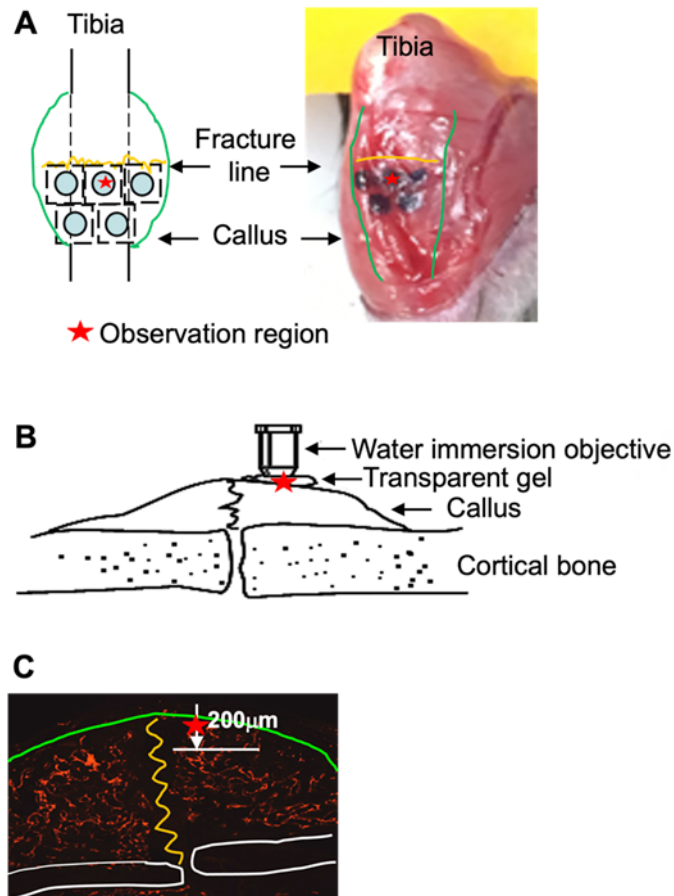 A
Tibia
Tibia
Fracture
line
Callus
★ Observation region
B
Water immersion objective
Transparent gel
Callus
Cortical bone
C
200μm